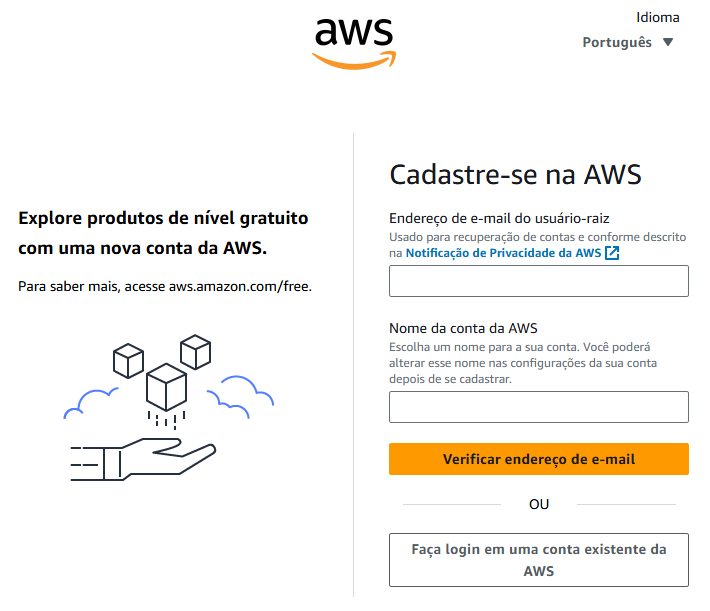 aws
Idioma
Português
Explore produtos de nível gratuito
com uma nova conta da AWS.
Para saber mais, acesse aws.amazon.com/free.
Cadastre-se na AWS
Endereço de e-mail do usuário-raiz
Usado para recuperação de contas e conforme descrito
na Notificação de Privacidade da AWS
Nome da conta da AWS
Escolha um nome para a sua conta. Você poderá
alterar esse nome nas configurações da sua conta
depois de se cadastrar.
Verificar endereço de e-mail
OU
Faça login em uma conta existente da
AWS